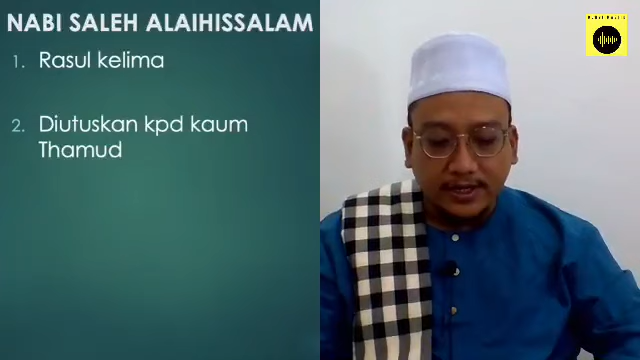 NABI SALEH ALAIHISSALAM
1. Rasul kelima
2. Diutuskan kpd kaum
Thamud